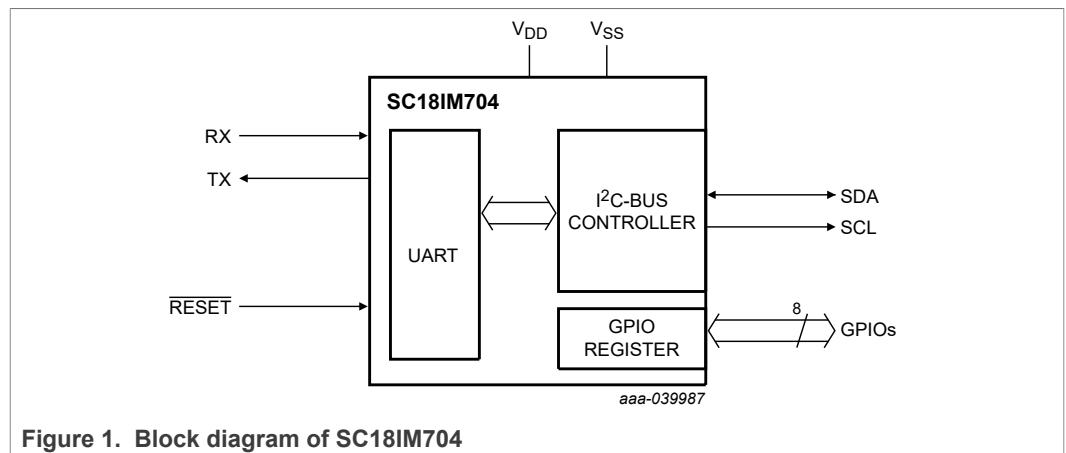 VDD
VSS
SC18IM704
RX
TX
RESET
UART
I2C-BUS
CONTROLLER
SDA
SCL
GPIO
REGISTER
8
GPIOs
aaa-039987
Figure 1. Block diagram of SC18IM704